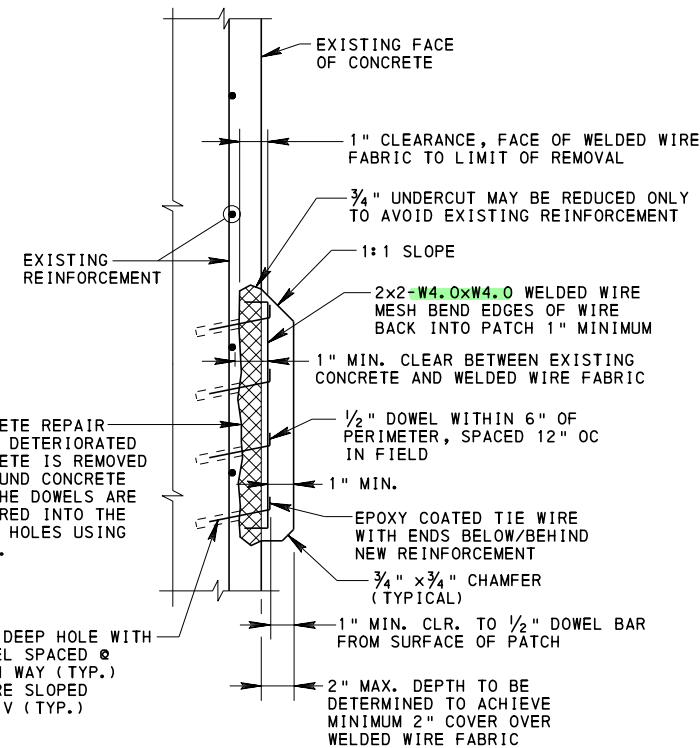 EXISTING FACE
OF CONCRETE
1" CLEARANCE, FACE OF WELDED WIRE
FABRIC TO LIMIT OF REMOVAL
¾" UNDERCUT MAY BE REDUCED ONLY
TO AVOID EXISTING REINFORCEMENT
1:1 SLOPE
EXISTING
REINFORCEMENT
2x2-W4.0xW4.0 WELDED WIRE
MESH BEND EDGES OF WIRE
BACK INTO PATCH 1" MINIMUM
1" MIN. CLEAR BETWEEN EXISTING
CONCRETE AND WELDED WIRE FABRIC
½" DOWEL WITHIN 6" OF
PERIMETER, SPACED 12" OC
IN FIELD
ETE REPAIR
DETERIORATED
ETE IS REMOVED
UND CONCRETE
HE DOWELS ARE
RED INTO THE
HOLES USING
.
1" MIN.
EPOXY COATED TIE WIRE
WITH ENDS BELOW/BEHIND
NEW REINFORCEMENT
¾" x¾" CHAMFER
(TYPICAL)
1" MIN. CLR. TO ½" DOWEL BAR
FROM SURFACE OF PATCH
DEEP HOLE WITH
EL SPACED @
H WAY (TYP.)
RE SLOPED
V (TYP.)
2" MAX. DEPTH TO BE
DETERMINED TO ACHIEVE
MINIMUM 2" COVER OVER
WELDED WIRE FABRIC